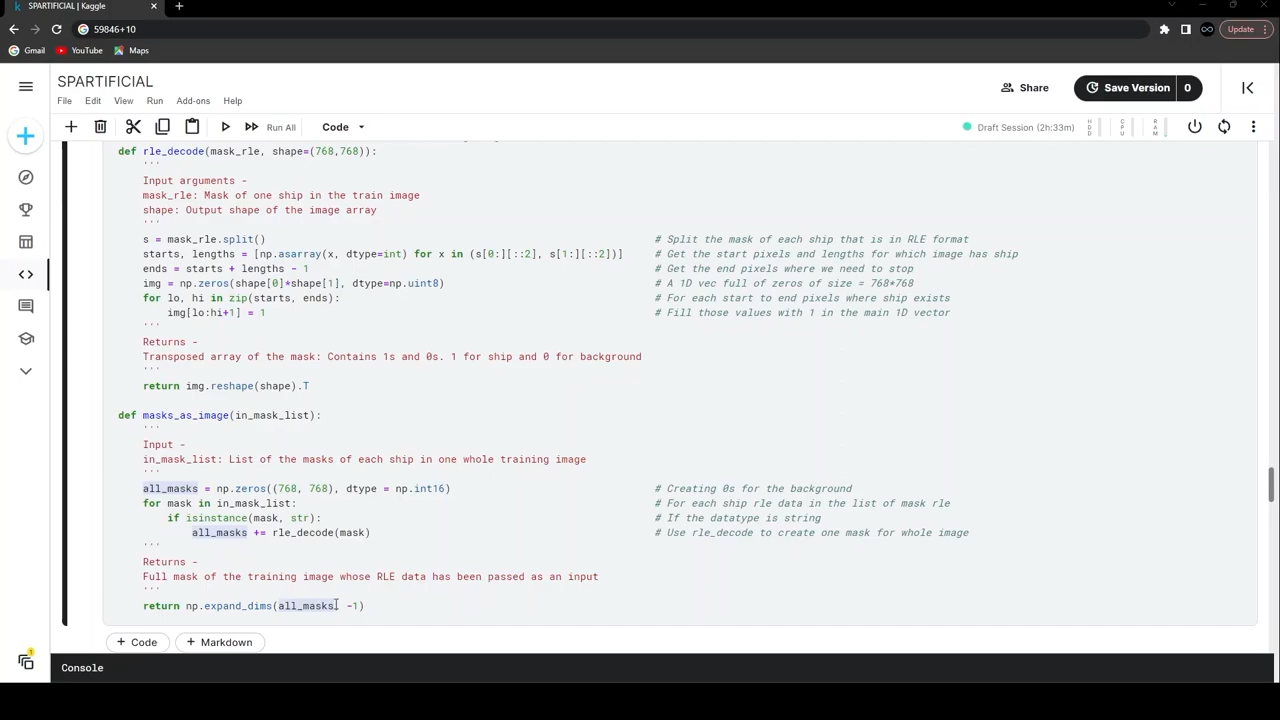 SPARTIFICIAL | Kaggle
59846+10
Update
Gmail YouTube Maps
SPARTIFICIAL
File Edit View Run Add-ons Help
Share
Save Version 0
Run All Code
Draft Session (2h:33m)
HDD
CPU
RAM
def rle_decode(mask_rle, shape=(768,768)):
'''
Input arguments -
mask_rle: Mask of one ship in the train image
shape: Output shape of the image array
'''
s = mask_rle.split() # Split the mask of each ship that is in RLE format
starts, lengths = [np.asarray(x, dtype=int) for x in (s[0:][::2], s[1:][::2])] # Get the start pixels and lengths for which image has ship
ends = starts + lengths - 1 # Get the end pixels where we need to stop
img = np.zeros(shape[0]*shape[1], dtype=np.uint8) # A 1D vec full of zeros of size = 768*768
for lo, hi in zip(starts, ends): # For each start to end pixels where ship exists
img[lo:hi+1] = 1 # Fill those values with 1 in the main 1D vector
'''
Returns -
Transposed array of the mask: Contains 1s and 0s. 1 for ship and 0 for background
'''
return img.reshape(shape).T
def masks_as_image(in_mask_list):
'''
Input -
in_mask_list: List of the masks of each ship in one whole training image
'''
all_masks = np.zeros((768, 768), dtype = np.int16) # Creating 0s for the background
for mask in in_mask_list: # For each ship rle data in the list of mask rle
if isinstance(mask, str): # If the datatype is string
all_masks += rle_decode(mask) # Use rle_decode to create one mask for whole image
'''
Returns -
Full mask of the training image whose RLE data has been passed as an input
'''
return np.expand_dims(all_masks, -1)
+ Code + Markdown
1
Console